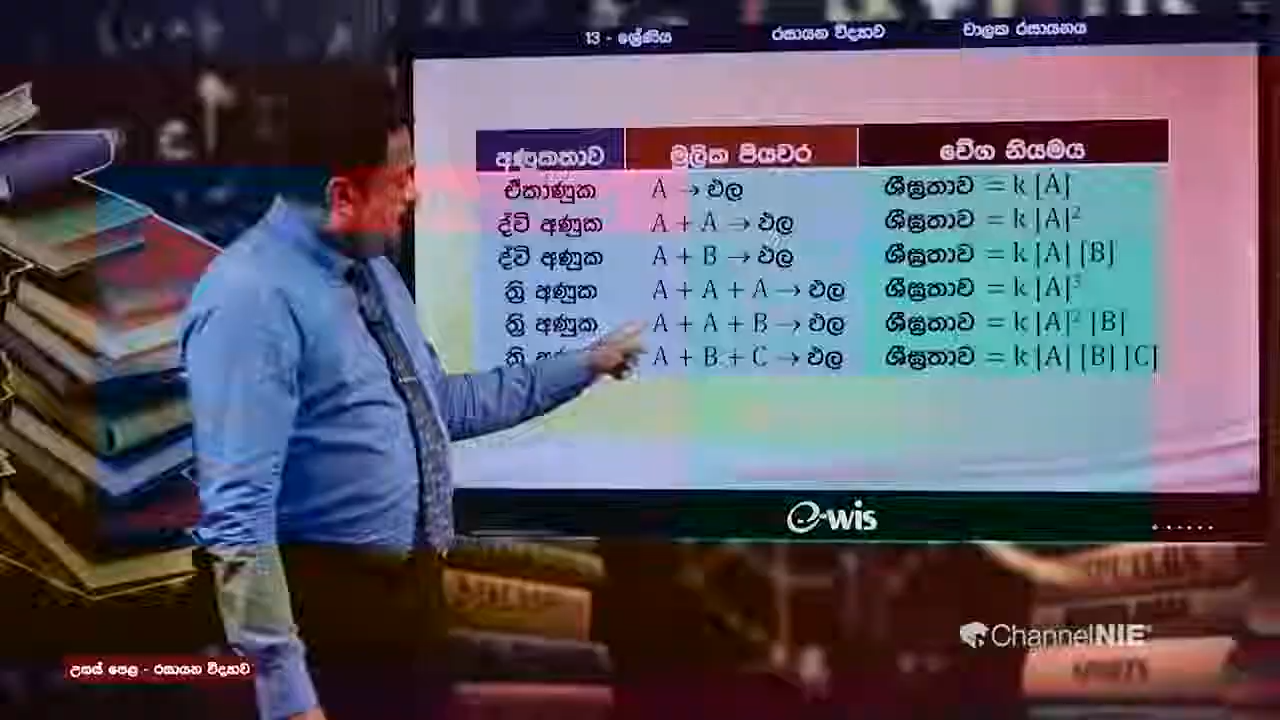 13 - ශ්‍රේණිය රසායන විද්‍යාව චාලක රසායනය
අණුකතාව මූලික පියවර වේග නියමය
ඒකාණුක A → ඵල ශීඝ්‍රතාව = k [A]
ද්වි අණුක A + A → ඵල ශීඝ්‍රතාව = k [A]²
ද්වි අණුක A + B → ඵල ශීඝ්‍රතාව = k [A] [B]
ත්‍රි අණුක A + A + A → ඵල ශීඝ්‍රතාව = k [A]³
ත්‍රි අණුක A + A + B → ඵල ශීඝ්‍රතාව = k [A]² [B]
ත්‍රි A + B + C → ඵල ශීඝ්‍රතාව = k [A] [B] [C]
e-wis
ChannelNIE
උසස් පෙළ - රසායන විද්‍යාව